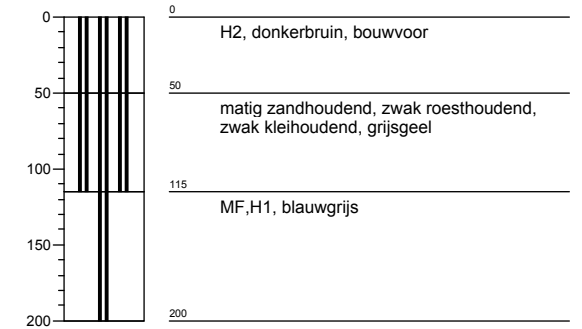 0
50
100
150
200
0
H2, donkerbruin, bouwvoor
50
matig zandhoudend, zwak roesthoudend,
zwak kleihoudend, grijsgeel
115
MF,H1, blauwgrijs
200